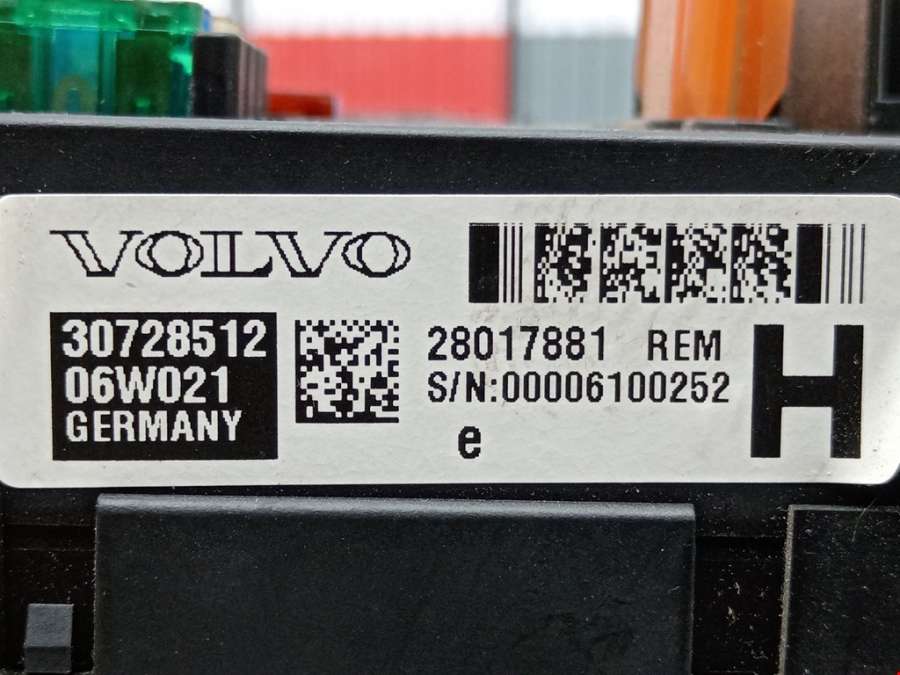 VOLVO
30728512
06W021
GERMANY
28017881 REM
S/N:00006100252
e
H